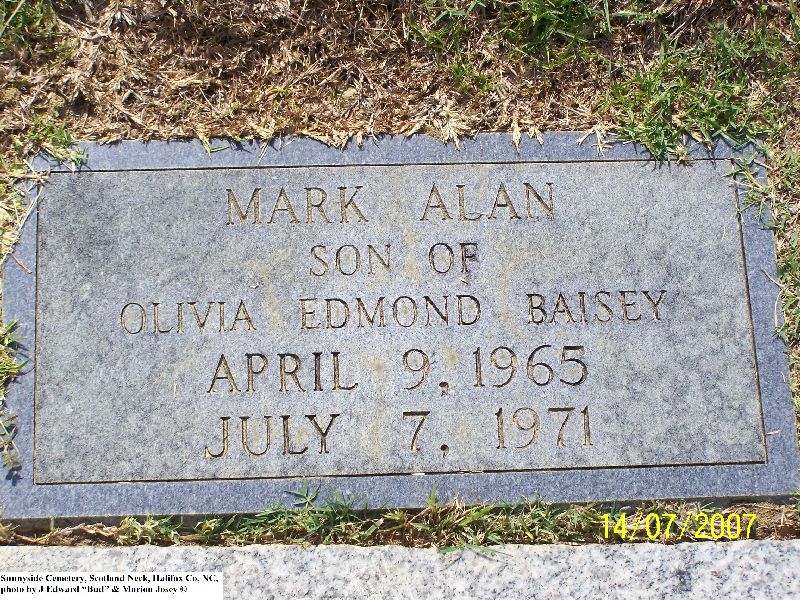 MARK ALAN
SON OF
OLIVIA EDMOND BAISEY
APRIL 9, 1965
JULY 7, 1971
14/07/2007
Sunnyside Cemetery, Scotland Neck, Halifax Co, NC,
photo by J Edward "Bud" & Marion Josey ©